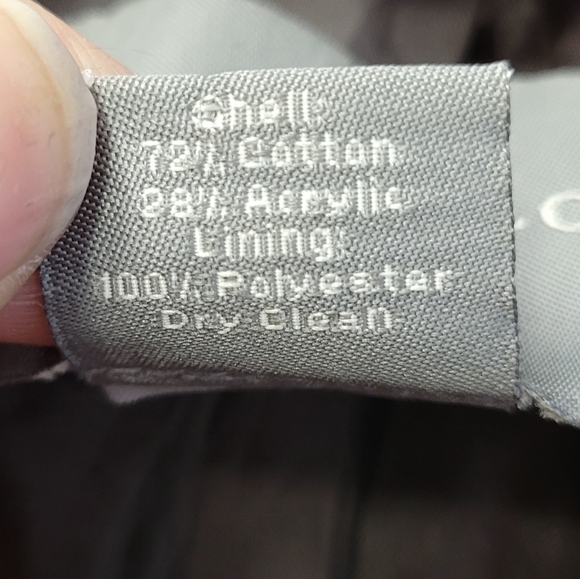 Shell:
72% Cotton
28% Acrylic
Lining:
100% Polyester
Dry Clean